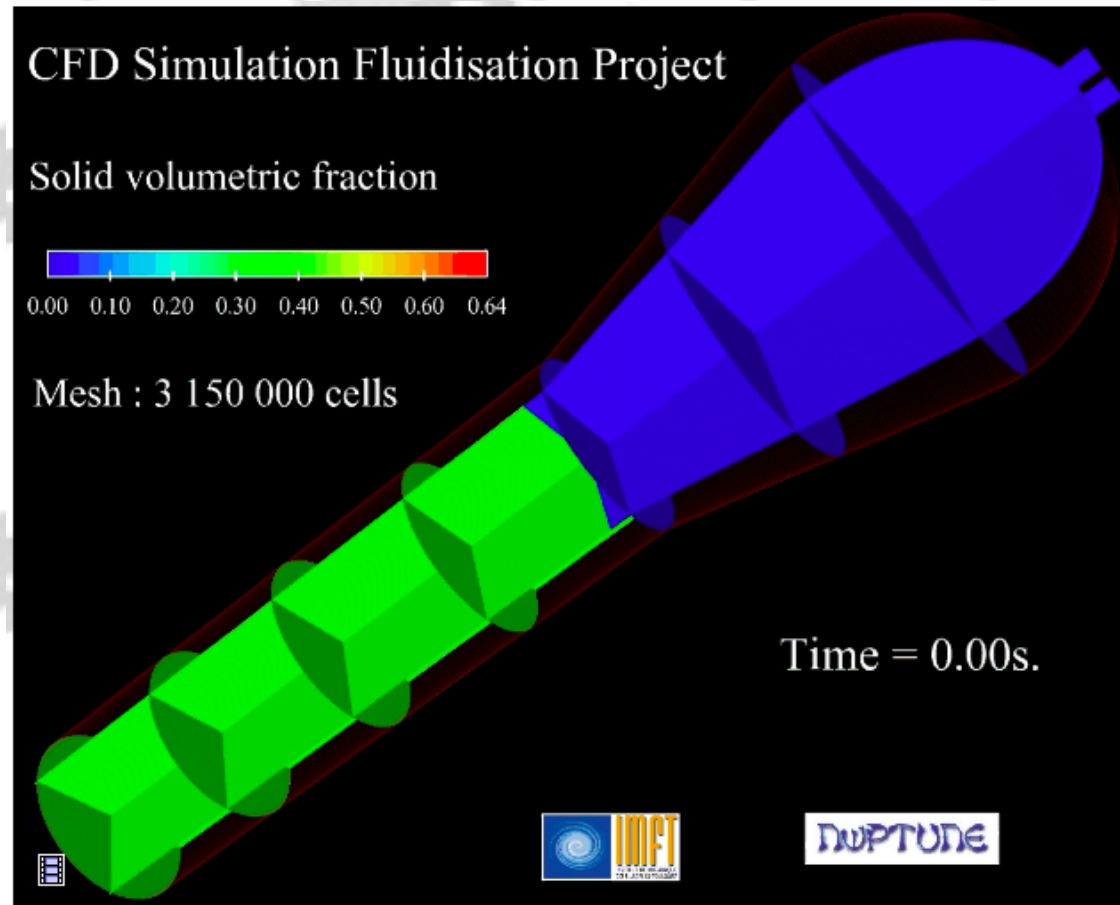 CFD Simulation Fluidisation Project
Solid volumetric fraction
0.00 0.10 0.20 0.30 0.40 0.50 0.60 0.64
Mesh : 3 150 000 cells
Time = 0.00s.
IMFT
NEPTUNE